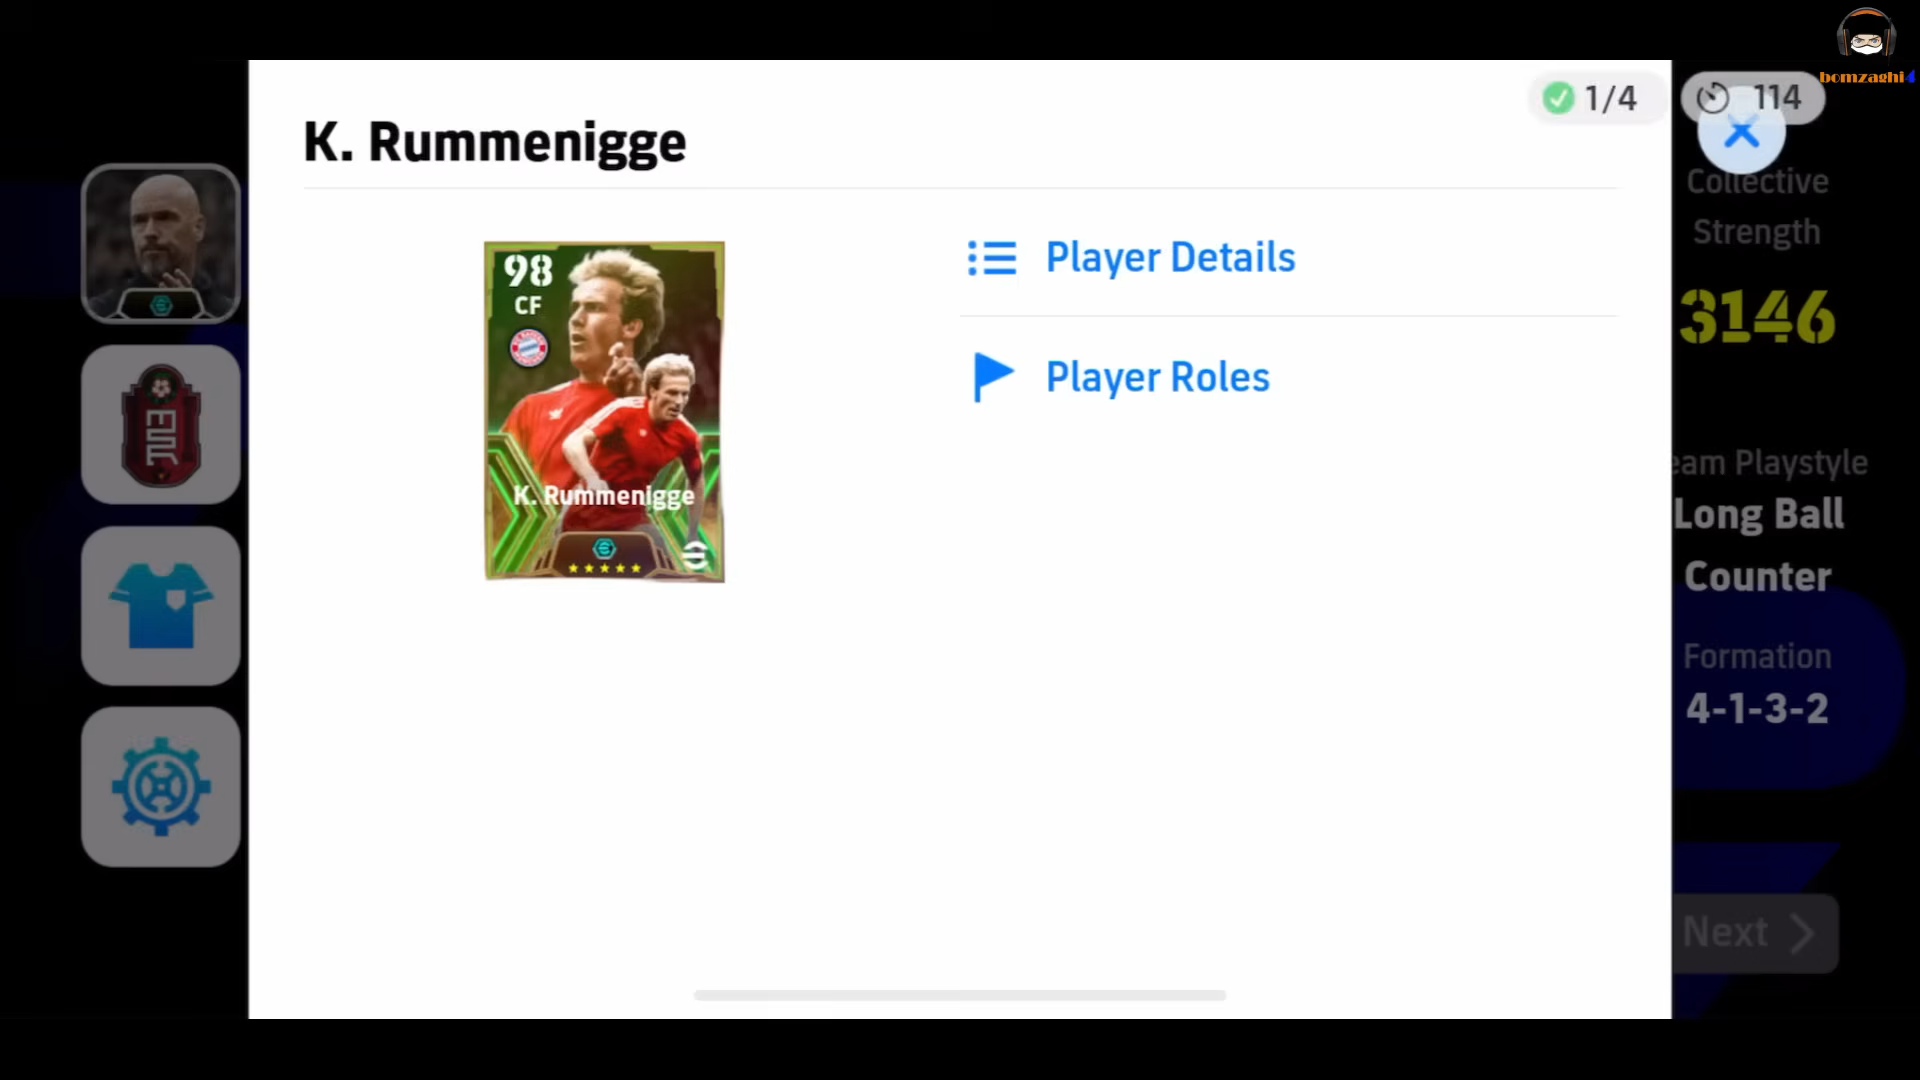 bomzaghi4
1/4
114
K. Rummenigge
98
CF
K. Rummenigge
Player Details
Player Roles
Collective
Strength
3146
eam Playstyle
Long Ball
Counter
Formation
4-1-3-2
Next